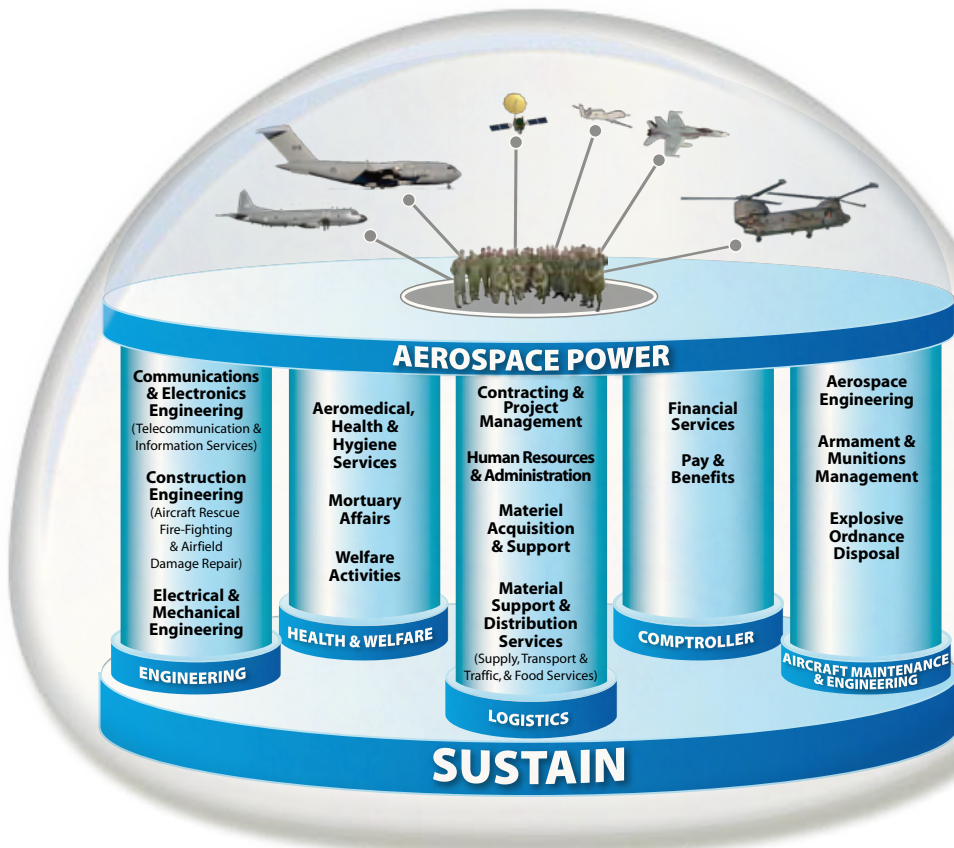 AEROSPACE POWER
Communications
& Electronics
Engineering
(Telecommunication &
Information Services)
Construction
Engineering
(Aircraft Rescue
Fire-Fighting
& Airfield
Damage Repair)
Electrical &
Mechanical
Engineering
ENGINEERING
Aeromedical,
Health &
Hygiene
Services
Mortuary
Affairs
Welfare
Activities
HEALTH & WELFARE
Contracting &
Project
Management
Human Resources
& Administration
Materiel
Acquisition
& Support
Material
Support &
Distribution
Services
(Supply, Transport &
Traffic, & Food Services)
LOGISTICS
Financial
Services
Pay &
Benefits
COMPTROLLER
Aerospace
Engineering
Armament &
Munitions
Management
Explosive
Ordnance
Disposal
AIRCRAFT MAINTENANCE
& ENGINEERING
SUSTAIN